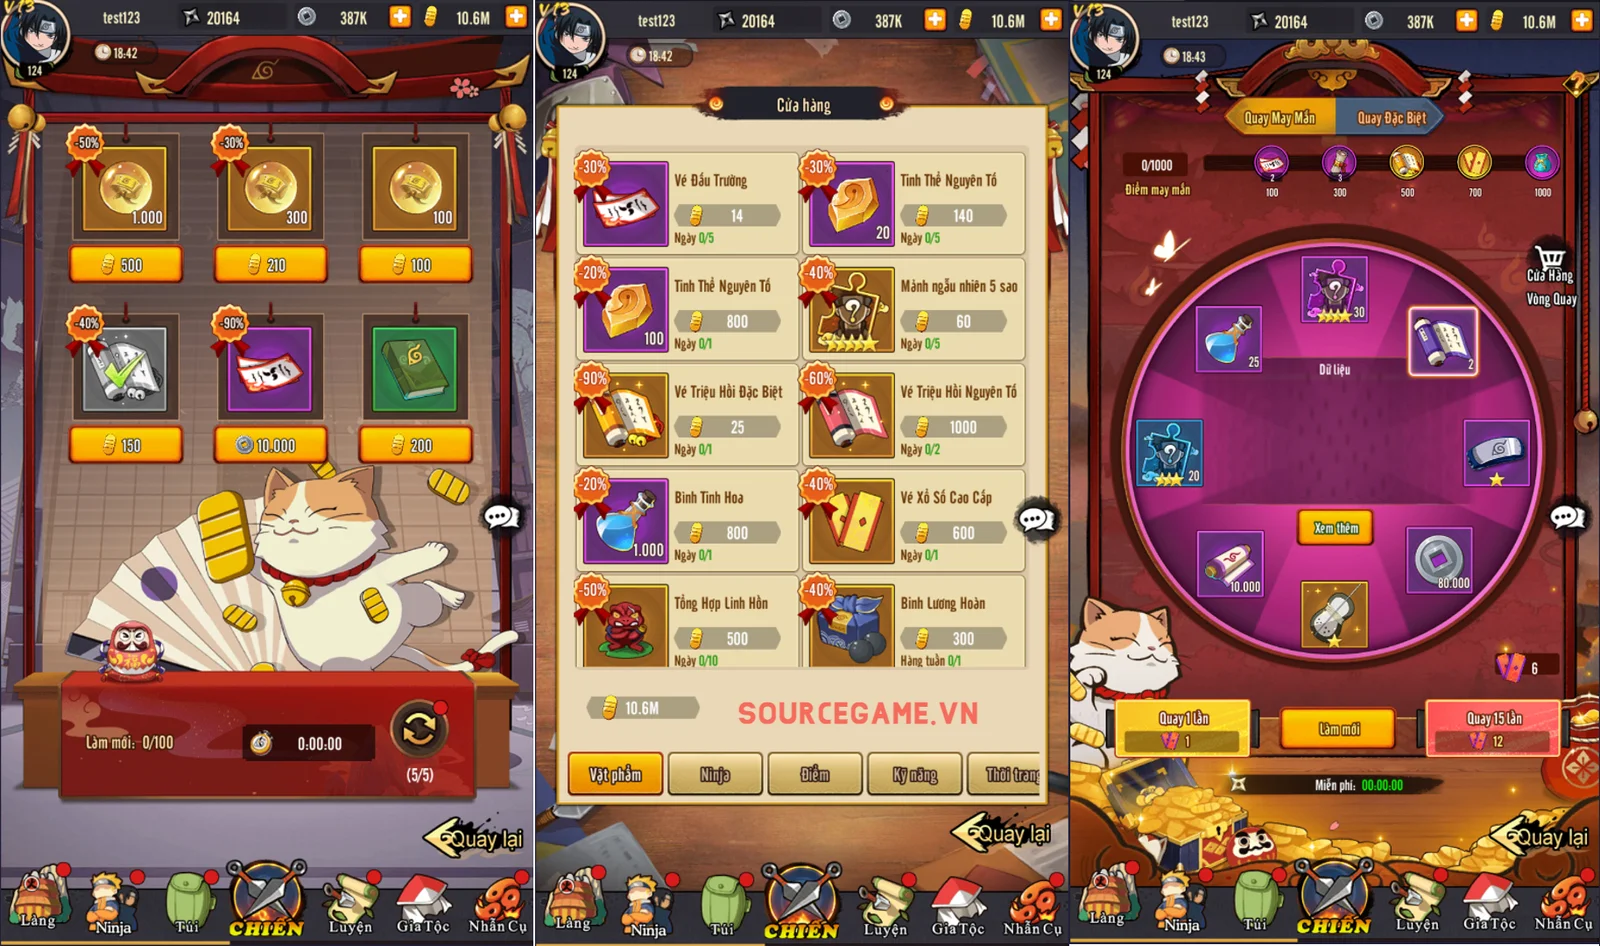 V13
test123
20164
387K
10.6M
124
18:42
-50%
1.000
500
-30%
300
210
100
100
-40%
150
-90%
10.000
200
Làm mới: 0/100
0:00:00
(5/5)
Quay lại
Làng
Ninja
Túi
CHIẾN
Luyện
Gia Tộc
Nhẫn Cụ
V13
test123
20164
387K
10.6M
124
18:42
Cửa hàng
-30%
Vé Đấu Trường
14
Ngày 0/5
-30%
20
Tinh Thể Nguyên Tố
140
Ngày 0/5
-20%
100
Tinh Thể Nguyên Tố
800
Ngày 0/1
-40%
Mảnh ngẫu nhiên 5 sao
60
Ngày 0/5
-90%
Vé Triệu Hồi Đặc Biệt
25
Ngày 0/1
-60%
Vé Triệu Hồi Nguyên Tố
1000
Ngày 0/2
-20%
1.000
Bình Tinh Hoa
800
Ngày 0/1
-40%
Vé Xổ Số Cao Cấp
600
Ngày 0/1
-50%
Tổng Hợp Linh Hồn
500
Ngày 0/10
-40%
Binh Lương Hoàn
300
Hàng tuần 0/1
10.6M
SOURCEGAME.VN
Vật phẩm
Ninja
Điểm
Kỹ năng
Thời trang
Quay lại
Làng
Ninja
Túi
CHIẾN
Luyện
Gia Tộc
Nhẫn Cụ
V13
test123
20164
387K
10.6M
124
18:43
Quay May Mắn
Quay Đặc Biệt
0/1000
Điểm may mắn
2
100
3
300
500
700
1000
Cửa Hàng
Vòng Quay
30
25
2
Dữ liệu
20
Xem thêm
10.000
80.000
6
Quay 1 lần
1
Làm mới
Quay 15 lần
12
Miễn phí: 00:00:00
Quay lại
Làng
Ninja
Túi
CHIẾN
Luyện
Gia Tộc
Nhẫn Cụ